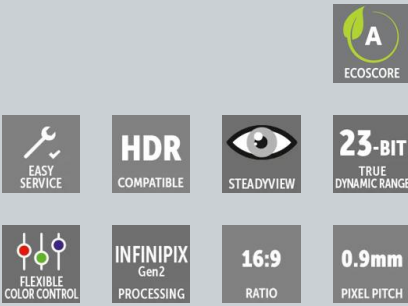 A
ECOSCORE
EASY
SERVICE
HDR
COMPATIBLE
STEADYVIEW
23-BIT
TRUE
DYNAMIC RANGE
FLEXIBLE
COLOR CONTROL
INFINIPIX
Gen2
PROCESSING
16:9
RATIO
0.9mm
PIXEL PITCH